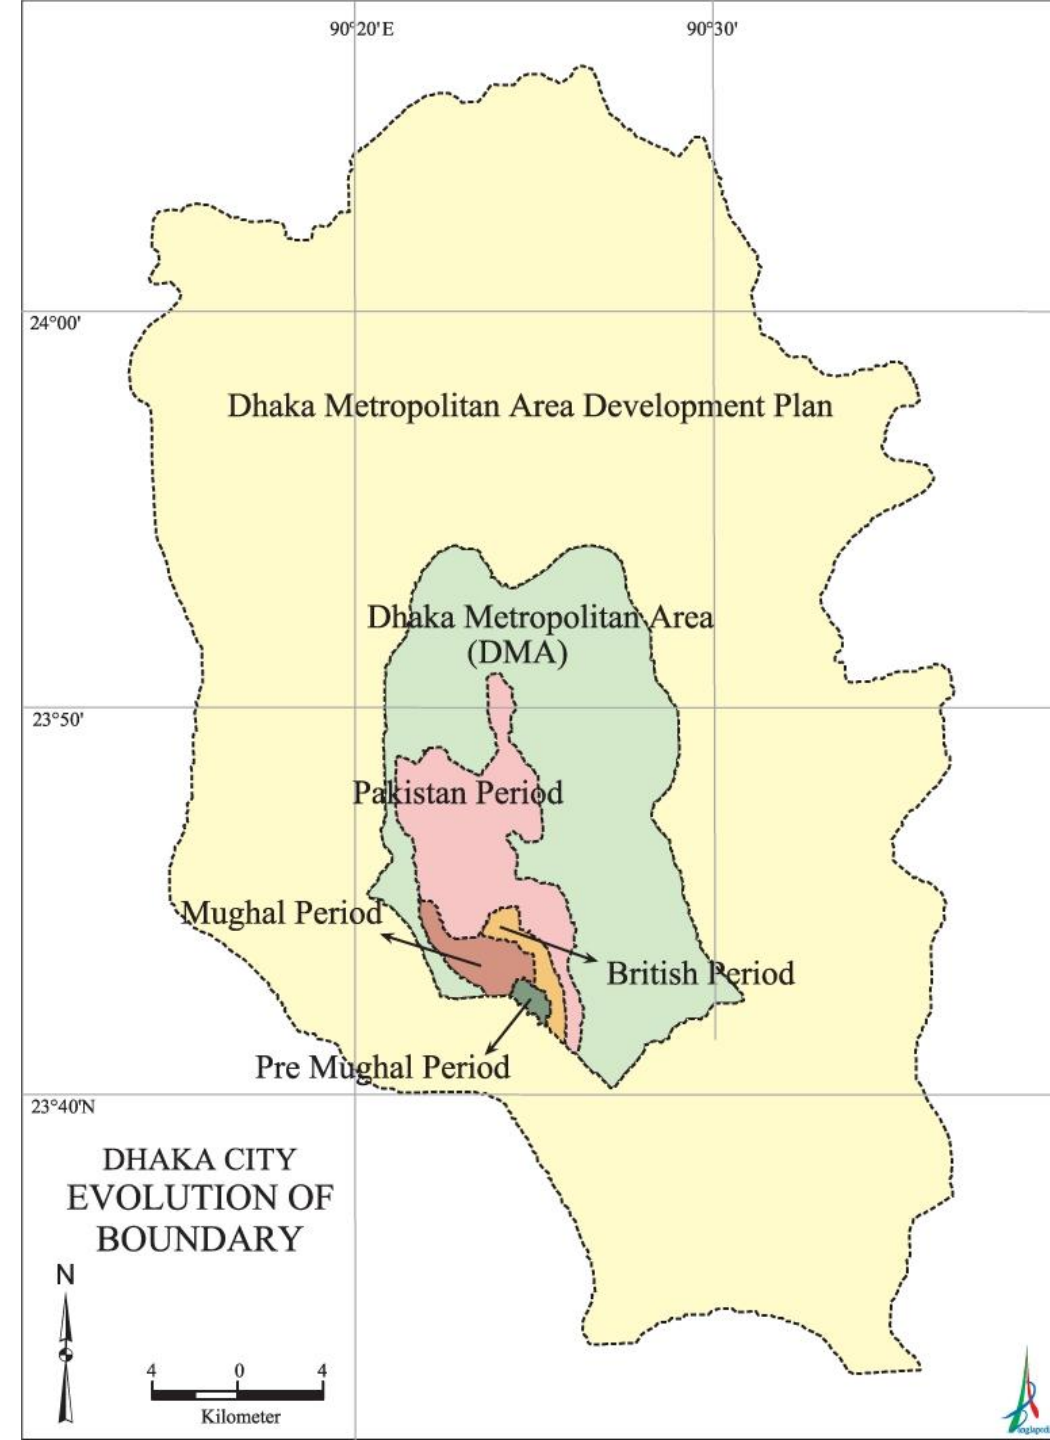 90°20'E
90°30'
24°00'
Dhaka Metropolitan Area Development Plan
Dhaka Metropolitan Area
(DMA)
23°50'
Pakistan Period
Mughal Period
British Period
Pre Mughal Period
23°40'N
DHAKA CITY
EVOLUTION OF
BOUNDARY
N
4 0 4
Kilometer